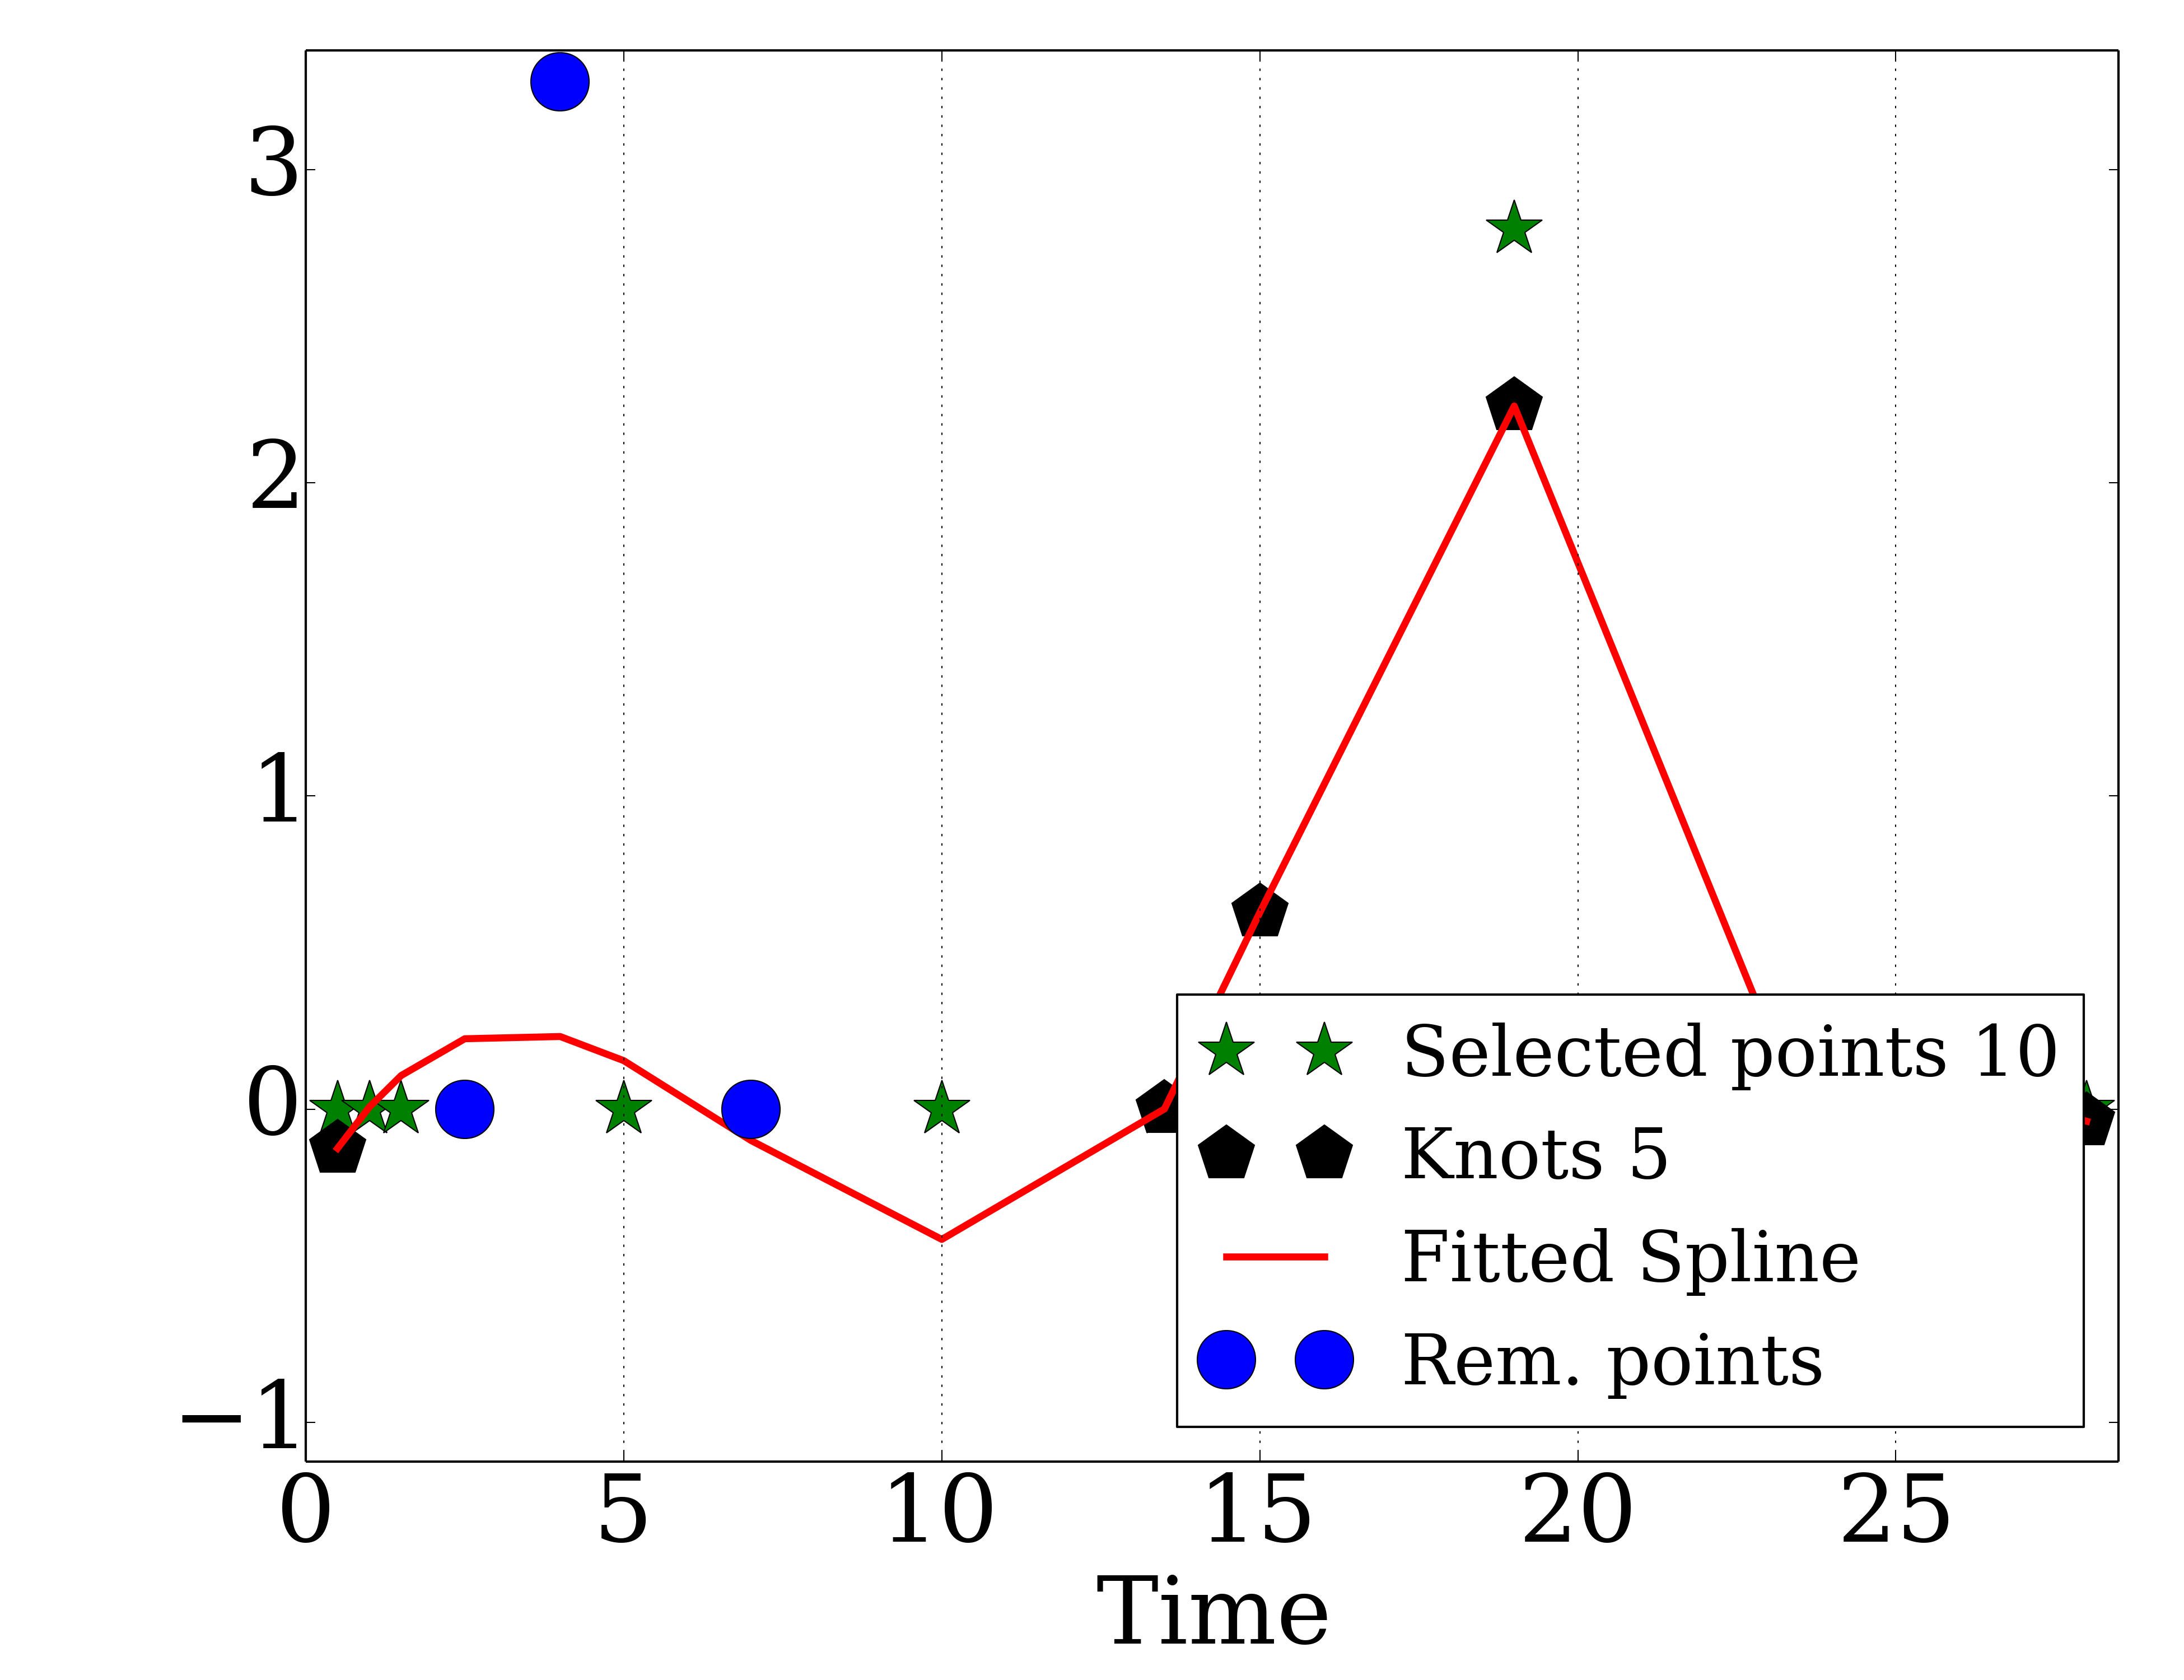 3
2
1
0
−1
0 5 10 15 20 25
Time
Selected points 10
Knots 5
Fitted Spline
Rem. points